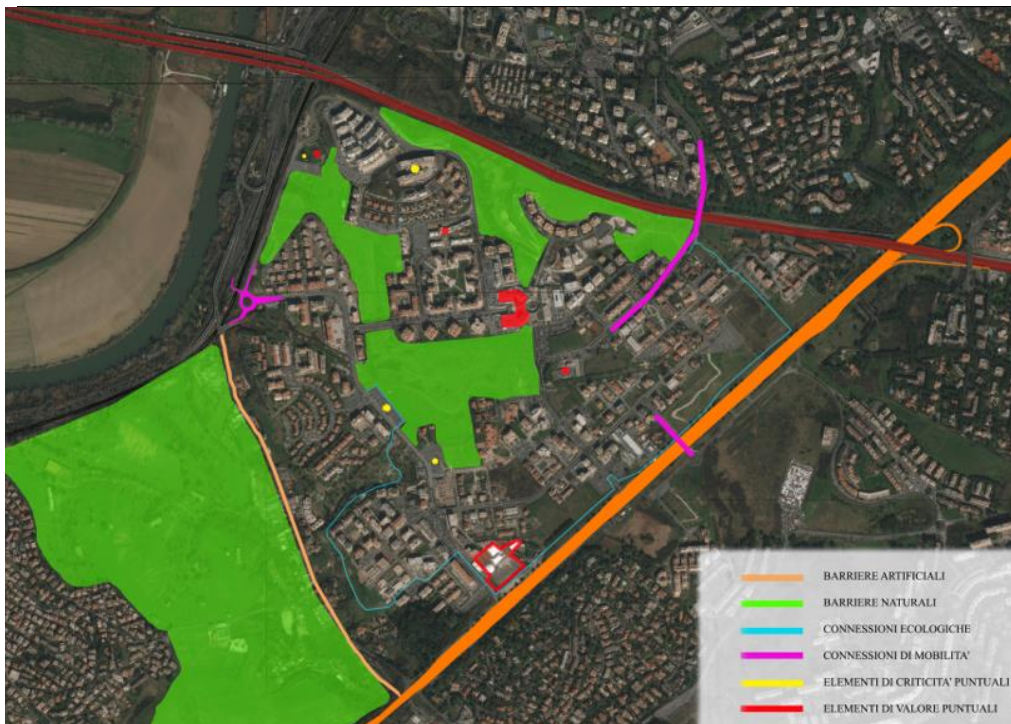 BARRIERE ARTIFICIALI
BARRIERE NATURALI
CONNESSIONI ECOLOGICHE
CONNESSIONI DI MOBILITA'
ELEMENTI DI CRITICITA' PUNTUALI
ELEMENTI DI VALORE PUNTUALI